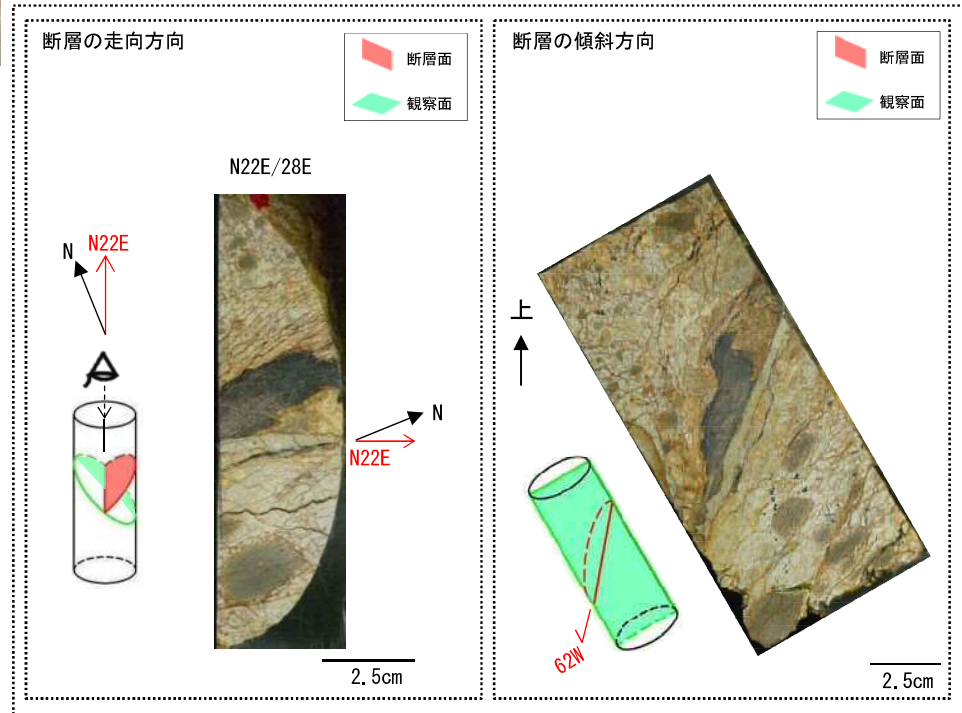 断層の走向方向
断層面
観察面
N22E/28E
N
N22E
N
N22E
2.5cm
断層の傾斜方向
断層面
観察面
上
62W
2.5cm